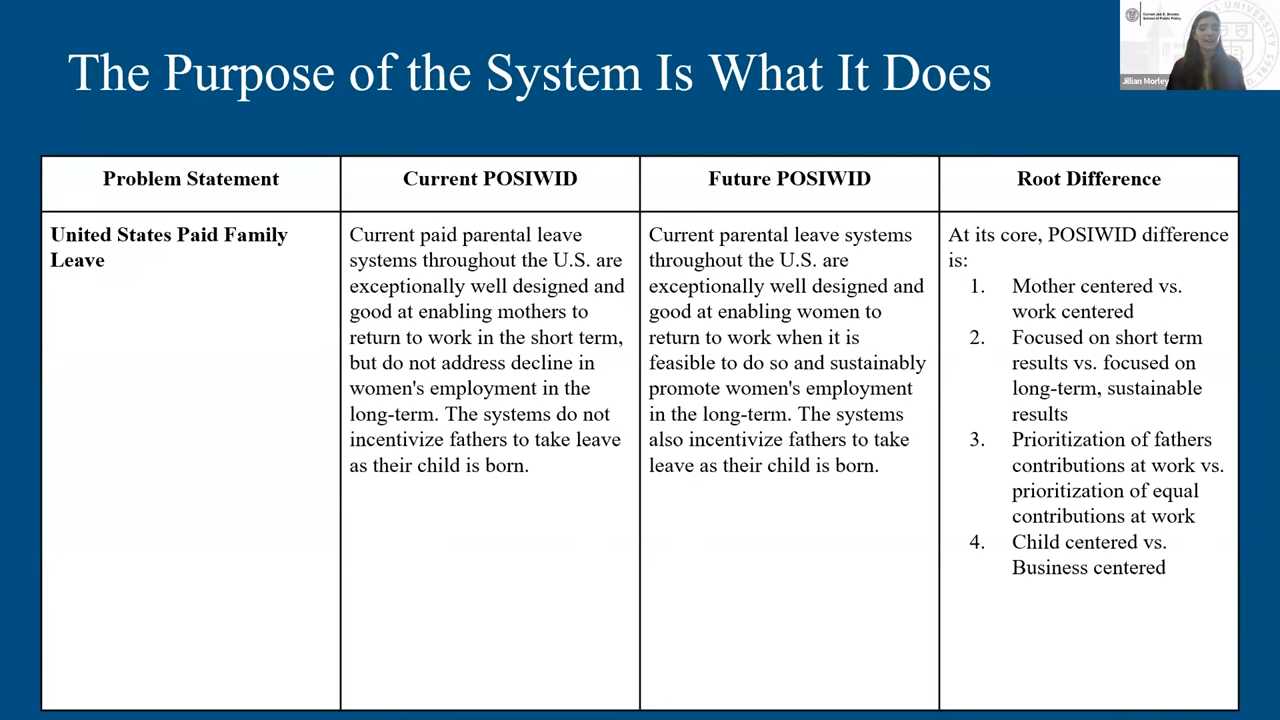 The Purpose of the System Is What It Does
Cornell Jeb E. Brooks
School of Public Policy
Jillian Morley
Problem Statement
Current POSIWID
Future POSIWID
Root Difference
United States Paid Family
Leave
Current paid parental leave
systems throughout the U.S. are
exceptionally well designed and
good at enabling mothers to
return to work in the short term,
but do not address decline in
women's employment in the
long-term. The systems do not
incentivize fathers to take leave
as their child is born.
Current parental leave systems
throughout the U.S. are
exceptionally well designed and
good at enabling women to
return to work when it is
feasible to do so and sustainably
promote women's employment
in the long-term. The systems
also incentivize fathers to take
leave as their child is born.
At its core, POSIWID difference
is:
1. Mother centered vs.
work centered
2. Focused on short term
results vs. focused on
long-term, sustainable
results
3. Prioritization of fathers
contributions at work vs.
prioritization of equal
contributions at work
4. Child centered vs.
Business centered